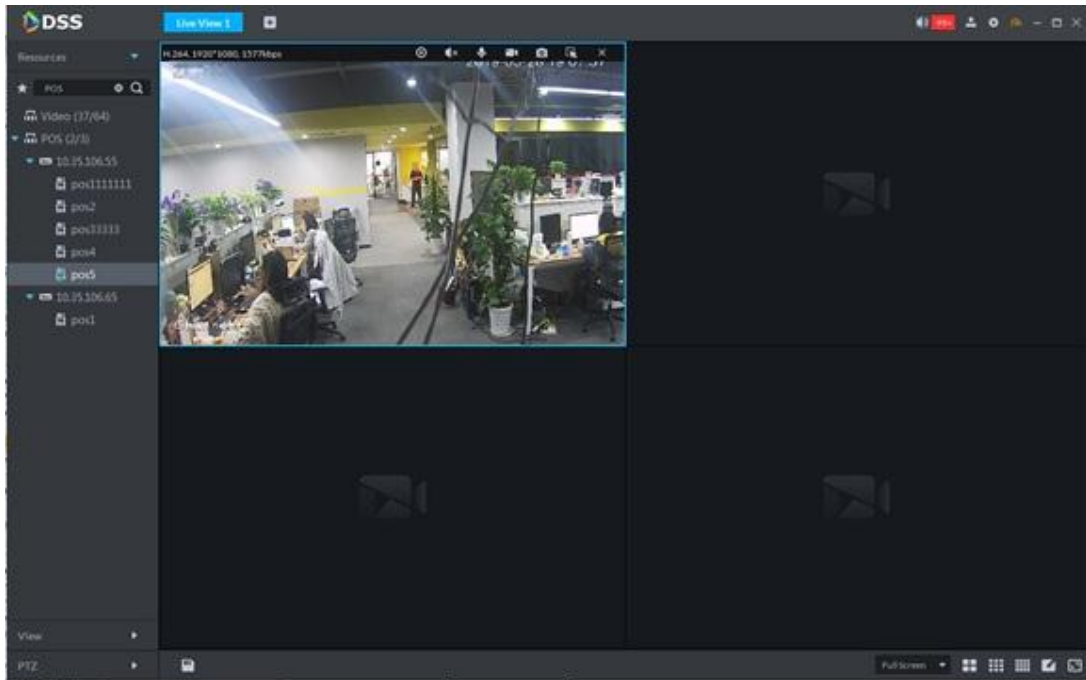 DSS
Live View 1
Resources
POS
H.264, 1920*1080, 1577kbps
Video (37/64)
POS (2/3)
10.35.106.55
pos1111111
pos2
pos33333
pos4
pos5
10.35.106.65
pos1
View
PTZ
Full Screen